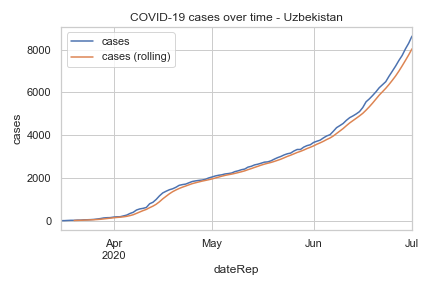 COVID-19 cases over time - Uzbekistan
cases
cases (rolling)
8000
6000
4000
2000
0
cases
Apr
2020
May
Jun
Jul
dateRep